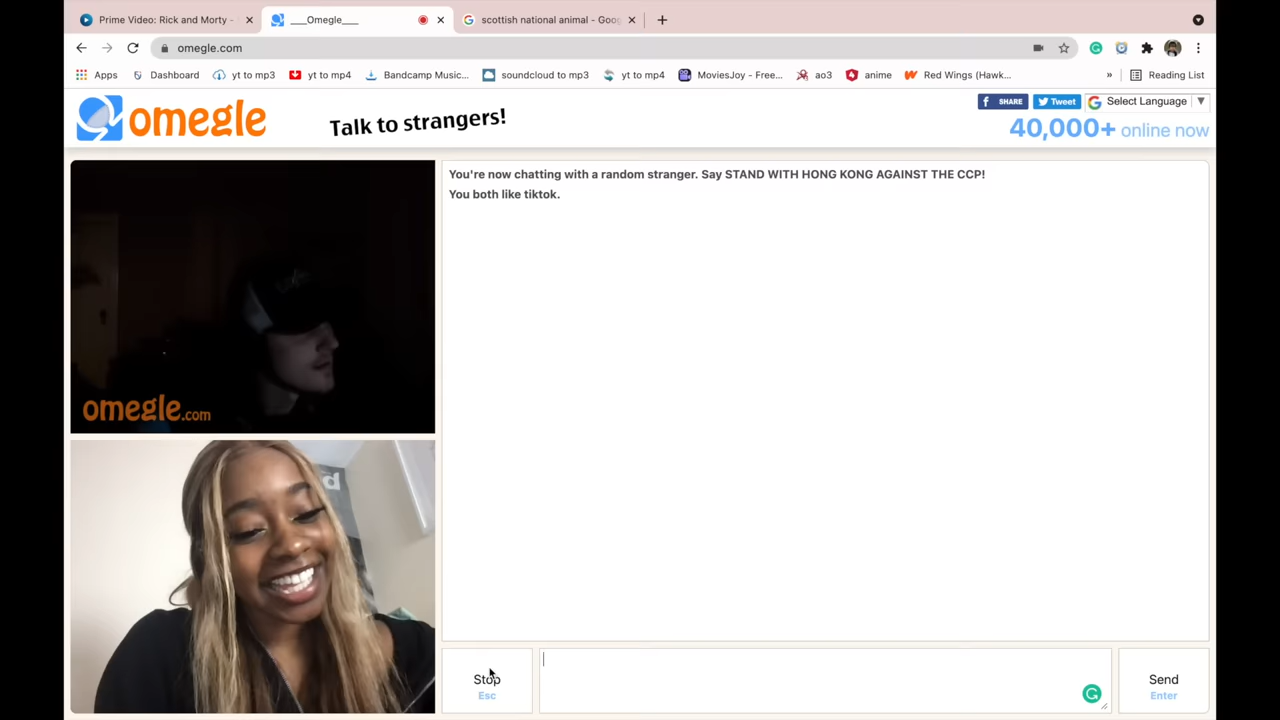 Prime Video: Rick and Morty -
___Omegle___
scottish national animal - Goo
omegle.com
Apps
Dashboard
yt to mp3
yt to mp4
Bandcamp Music...
soundcloud to mp3
yt to mp4
MoviesJoy - Free...
ao3
anime
Red Wings (Hawk...
»
Reading List
omegle
Talk to strangers!
SHARE
Tweet
Select Language
40,000+ online now
You're now chatting with a random stranger. Say STAND WITH HONG KONG AGAINST THE CCP!
You both like tiktok.
omegle.com
Stop
Esc
Send
Enter